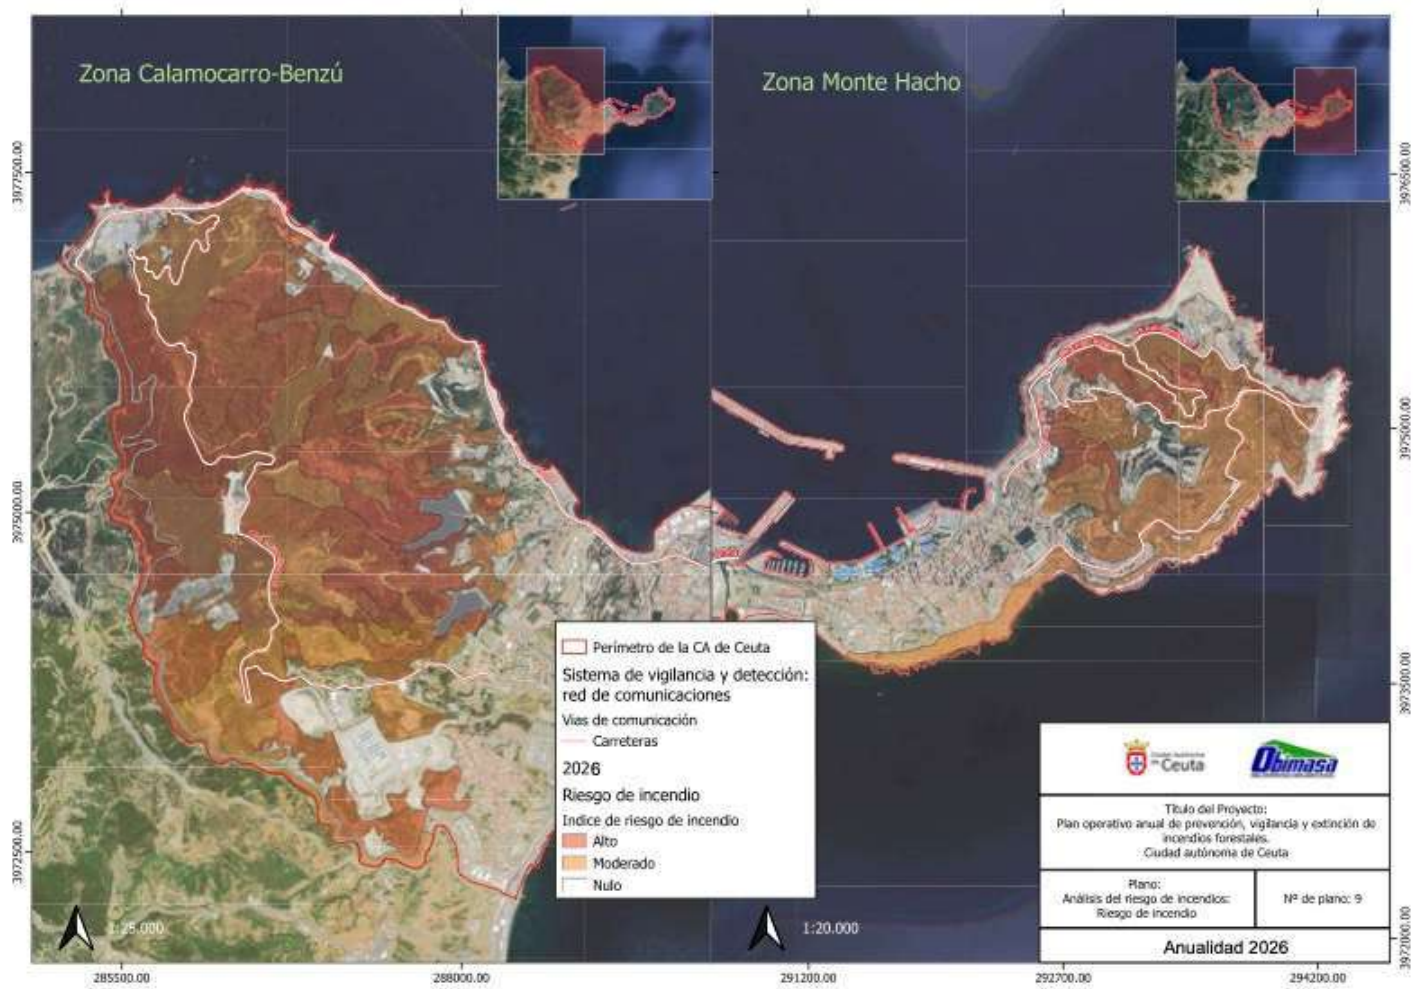 Zona Calamocarro-Benzú
Zona Monte Hacho
3977500.00
3975000.00
3972500.00
3976500.00
3975000.00
3973500.00
3972000.00
Perímetro de la CA de Ceuta
Sistema de vigilancia y detección:
red de comunicaciones
Vias de comunicación
Carreteras
2026
Riesgo de incendio
Indice de riesgo de incendio
Alto
Moderado
Nulo
Ciudad Autónoma
de Ceuta
Obimasa
Título del Proyecto:
Plan operativo anual de prevención, vigilancia y extinción de
incendios forestales.
Ciudad autónoma de Ceuta
Plano:
Análisis del riesgo de incendios:
Riesgo de incendio
Nº de plano: 9
Anualidad 2026
1:25.000
1:20.000
285500.00
288000.00
291200.00
292700.00
294200.00